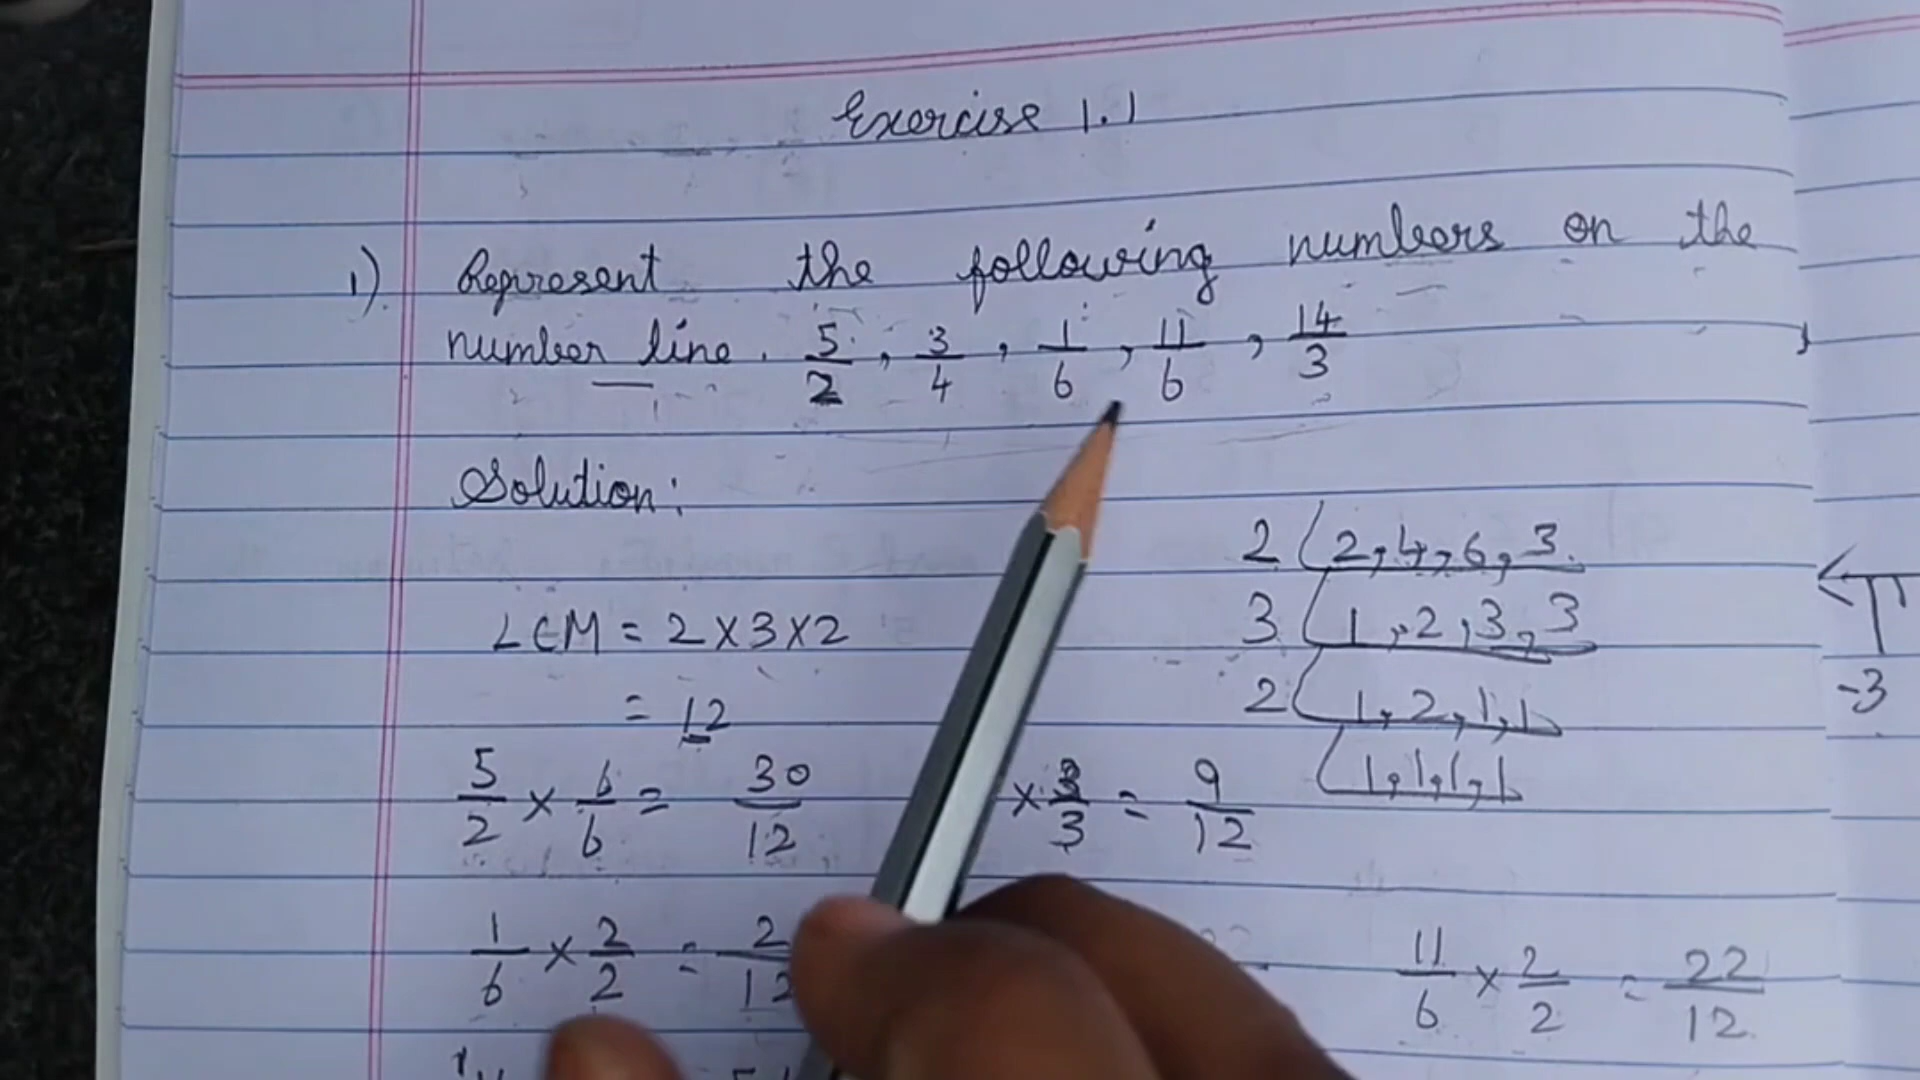 Exercise 1.1
1) Represent the following numbers on the
number line. 5/2, 3/4, 1/6, 11/6, 14/3
Solution:
2 ( 2, 4, 6, 3
LCM = 2 x 3 x 2
3 ( 1, 2, 3, 3
= 12
2 ( 1, 2, 1, 1
( 1, 1, 1, 1
5/2 x 6/6 = 30/12
x 3/3 = 9/12
1/6 x 2/2 = 2/12
11/6 x 2/2 = 22/12
-3